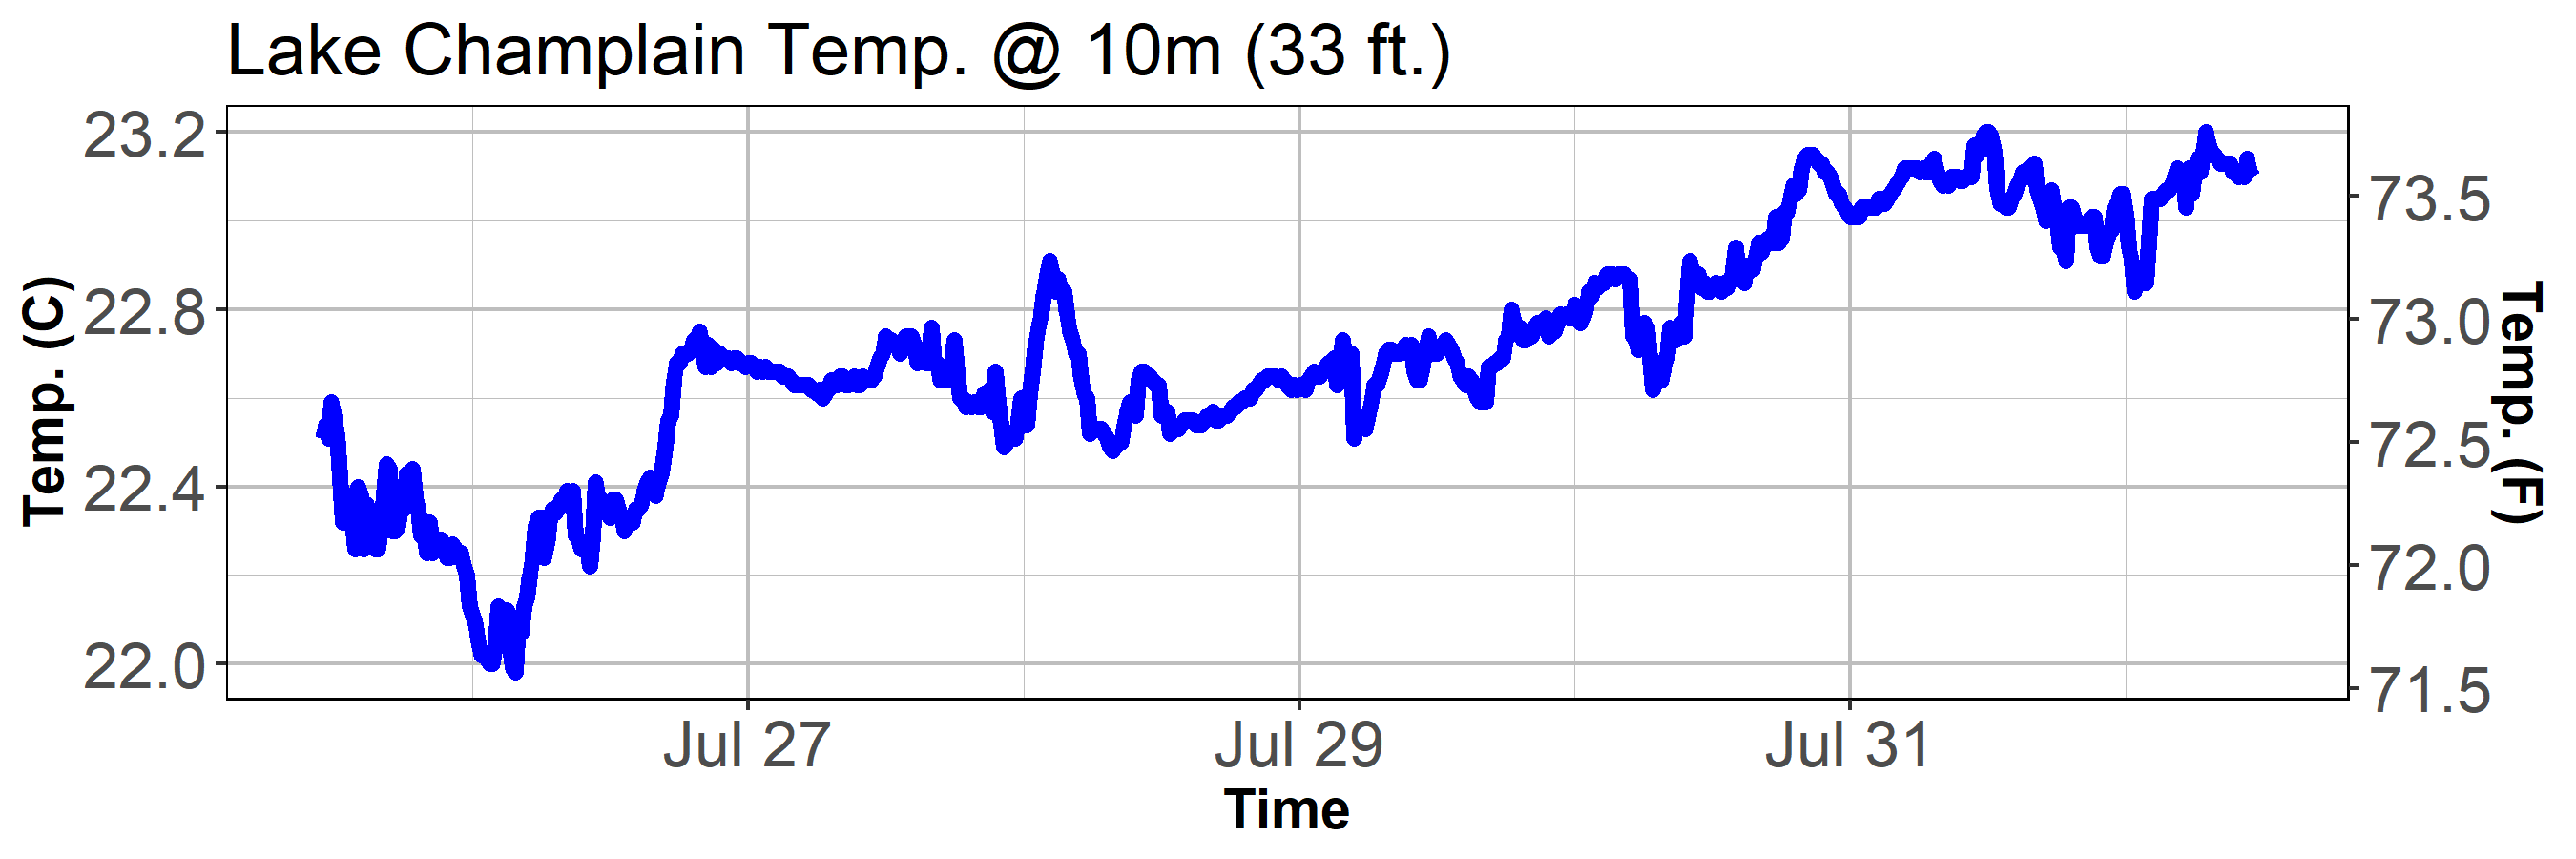 Lake Champlain Temp. @ 10m (33 ft.)
Temp. (C)
23.2
22.8
22.4
22.0
73.5
73.0
72.5
72.0
71.5
Temp. (F)
Jul 27 Jul 29 Jul 31
Time